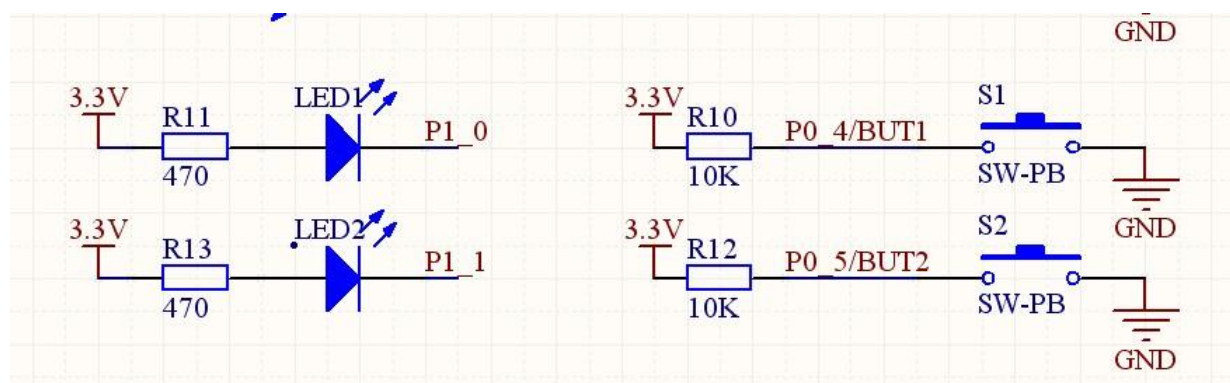 GND
3.3V
R11
470
LED1
P1_0
3.3V
R10
10K
P0_4/BUT1
S1
SW-PB
GND
3.3V
R13
470
LED2
P1_1
3.3V
R12
10K
P0_5/BUT2
S2
SW-PB
GND